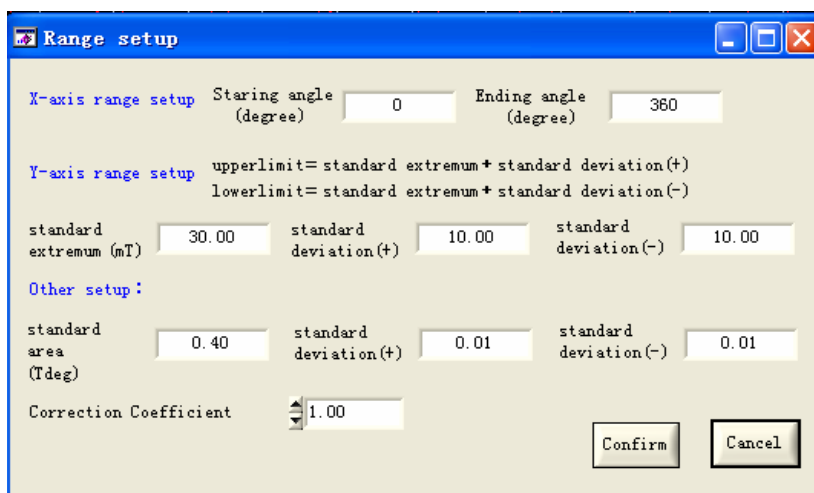 Range setup
X-axis range setup Staring angle (degree) 0 Ending angle (degree) 360
Y-axis range setup upperlimit= standard extremum+ standard deviation(+)
lowerlimit= standard extremum+ standard deviation(-)
standard extremum (mT) 30.00 standard deviation(+) 10.00 standard deviation(-) 10.00
Other setup:
standard area (Tdeg) 0.40 standard deviation(+) 0.01 standard deviation(-) 0.01
Correction Coefficient 1.00
Confirm Cancel